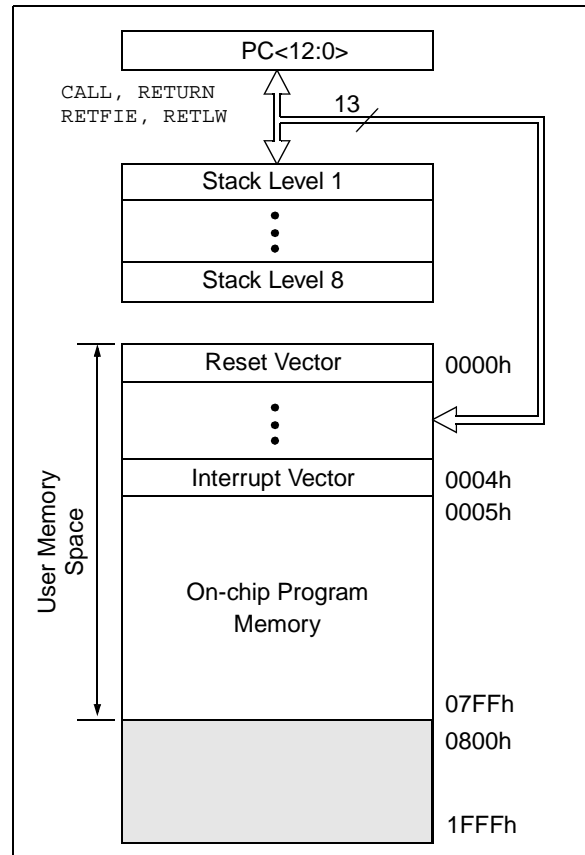 PC<12:0>
CALL, RETURN
RETFIE, RETLW
13
Stack Level 1
Stack Level 8
Reset Vector
0000h
Interrupt Vector
0004h
0005h
User Memory
Space
On-chip Program
Memory
07FFh
0800h
1FFFh